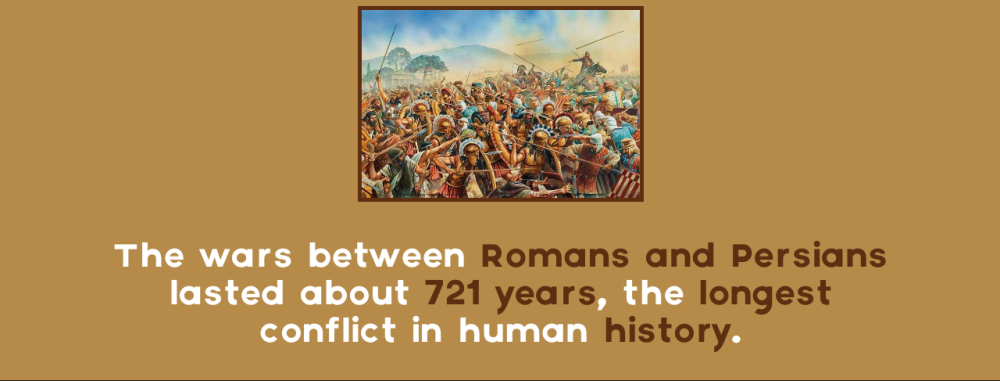 The wars between Romans and Persians
lasted about 721 years, the longest
conflict in human history.